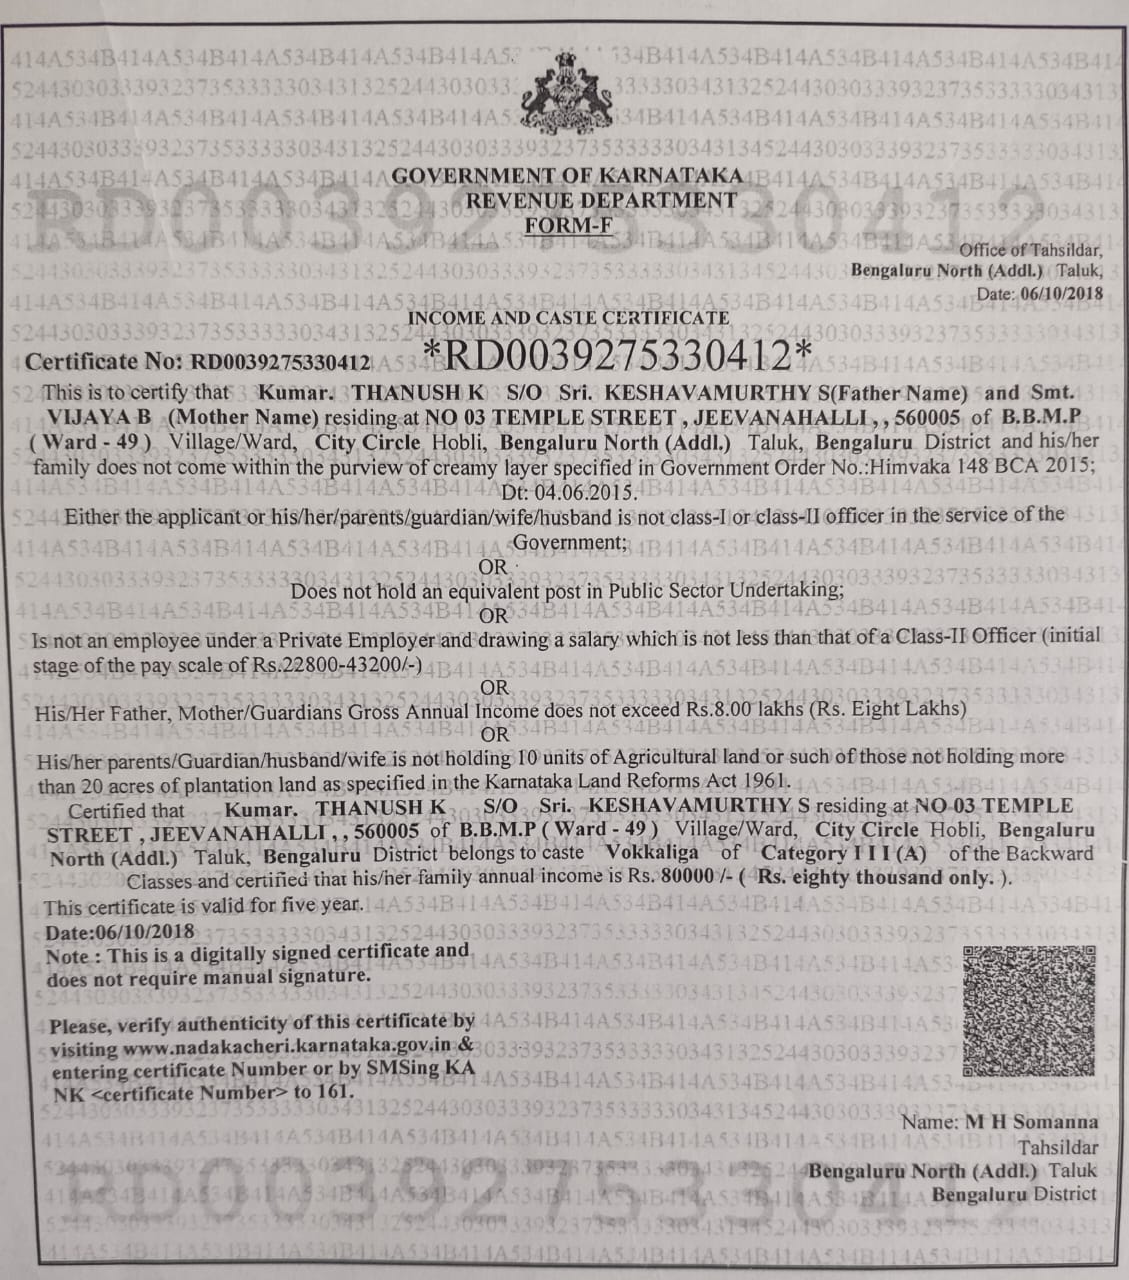 GOVERNMENT OF KARNATAKA
REVENUE DEPARTMENT
FORM-F
Office of Tahsildar,
Bengaluru North (Addl.) Taluk,
Date: 06/10/2018
INCOME AND CASTE CERTIFICATE
Certificate No: RD0039275330412 *RD0039275330412*
This is to certify that Kumar. THANUSH K S/O Sri. KESHAVAMURTHY S(Father Name) and Smt.
VIJAYA B (Mother Name) residing at NO 03 TEMPLE STREET , JEEVANAHALLI , , 560005 of B.B.M.P
( Ward - 49 ) Village/Ward, City Circle Hobli, Bengaluru North (Addl.) Taluk, Bengaluru District and his/her
family does not come within the purview of creamy layer specified in Government Order No.:Himvaka 148 BCA 2015;
Dt: 04.06.2015.
Either the applicant or his/her/parents/guardian/wife/husband is not class-I or class-II officer in the service of the
Government;
OR
Does not hold an equivalent post in Public Sector Undertaking;
OR
Is not an employee under a Private Employer and drawing a salary which is not less than that of a Class-II Officer (initial
stage of the pay scale of Rs.22800-43200/-)
OR
His/Her Father, Mother/Guardians Gross Annual Income does not exceed Rs.8.00 lakhs (Rs. Eight Lakhs)
OR
His/her parents/Guardian/husband/wife is not holding 10 units of Agricultural land or such of those not holding more
than 20 acres of plantation land as specified in the Karnataka Land Reforms Act 1961.
Certified that Kumar. THANUSH K S/O Sri. KESHAVAMURTHY S residing at NO 03 TEMPLE
STREET , JEEVANAHALLI , , 560005 of B.B.M.P ( Ward - 49 ) Village/Ward, City Circle Hobli, Bengaluru
North (Addl.) Taluk, Bengaluru District belongs to caste Vokkaliga of Category I I I (A) of the Backward
Classes and certified that his/her family annual income is Rs. 80000 /- ( Rs. eighty thousand only. ).
This certificate is valid for five year.
Date:06/10/2018
Note : This is a digitally signed certificate and
does not require manual signature.
Please, verify authenticity of this certificate by
visiting www.nadakacheri.karnataka.gov.in &
entering certificate Number or by SMSing KA
NK <certificate Number> to 161.
Name: M H Somanna
Tahsildar
Bengaluru North (Addl.) Taluk
Bengaluru District
RD0039275330412